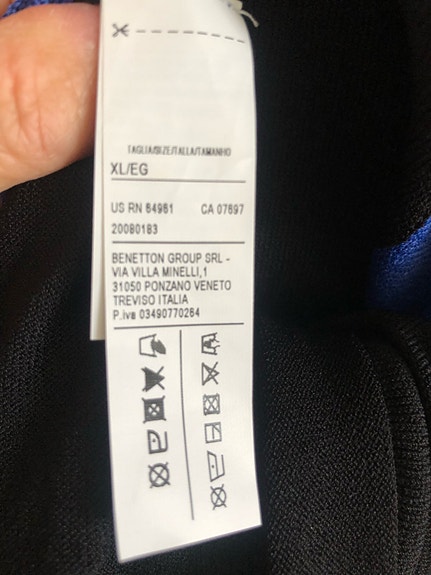 TAGLIA/SIZE/TALLA/TAMANHO
XL/EG
US RN 64961 CA 07697
20080183
BENETTON GROUP SRL -
VIA VILLA MINELLI,1
31050 PONZANO VENETO
TREVISO ITALIA
P.iva 03490770264